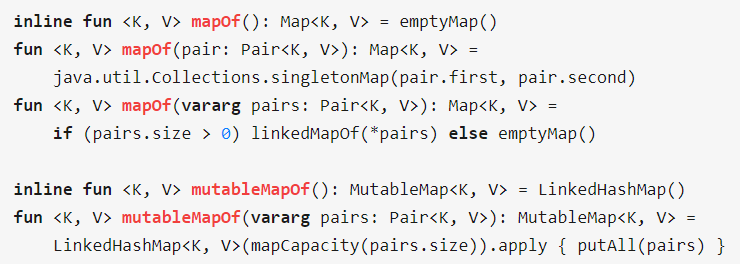 inline fun <K, V> mapOf(): Map<K, V> = emptyMap()
fun <K, V> mapOf(pair: Pair<K, V>): Map<K, V> =
    java.util.Collections.singletonMap(pair.first, pair.second)
fun <K, V> mapOf(vararg pairs: Pair<K, V>): Map<K, V> =
    if (pairs.size > 0) linkedMapOf(*pairs) else emptyMap()

inline fun <K, V> mutableMapOf(): MutableMap<K, V> = LinkedHashMap()
fun <K, V> mutableMapOf(vararg pairs: Pair<K, V>): MutableMap<K, V> =
    LinkedHashMap<K, V>(mapCapacity(pairs.size)).apply { putAll(pairs) }